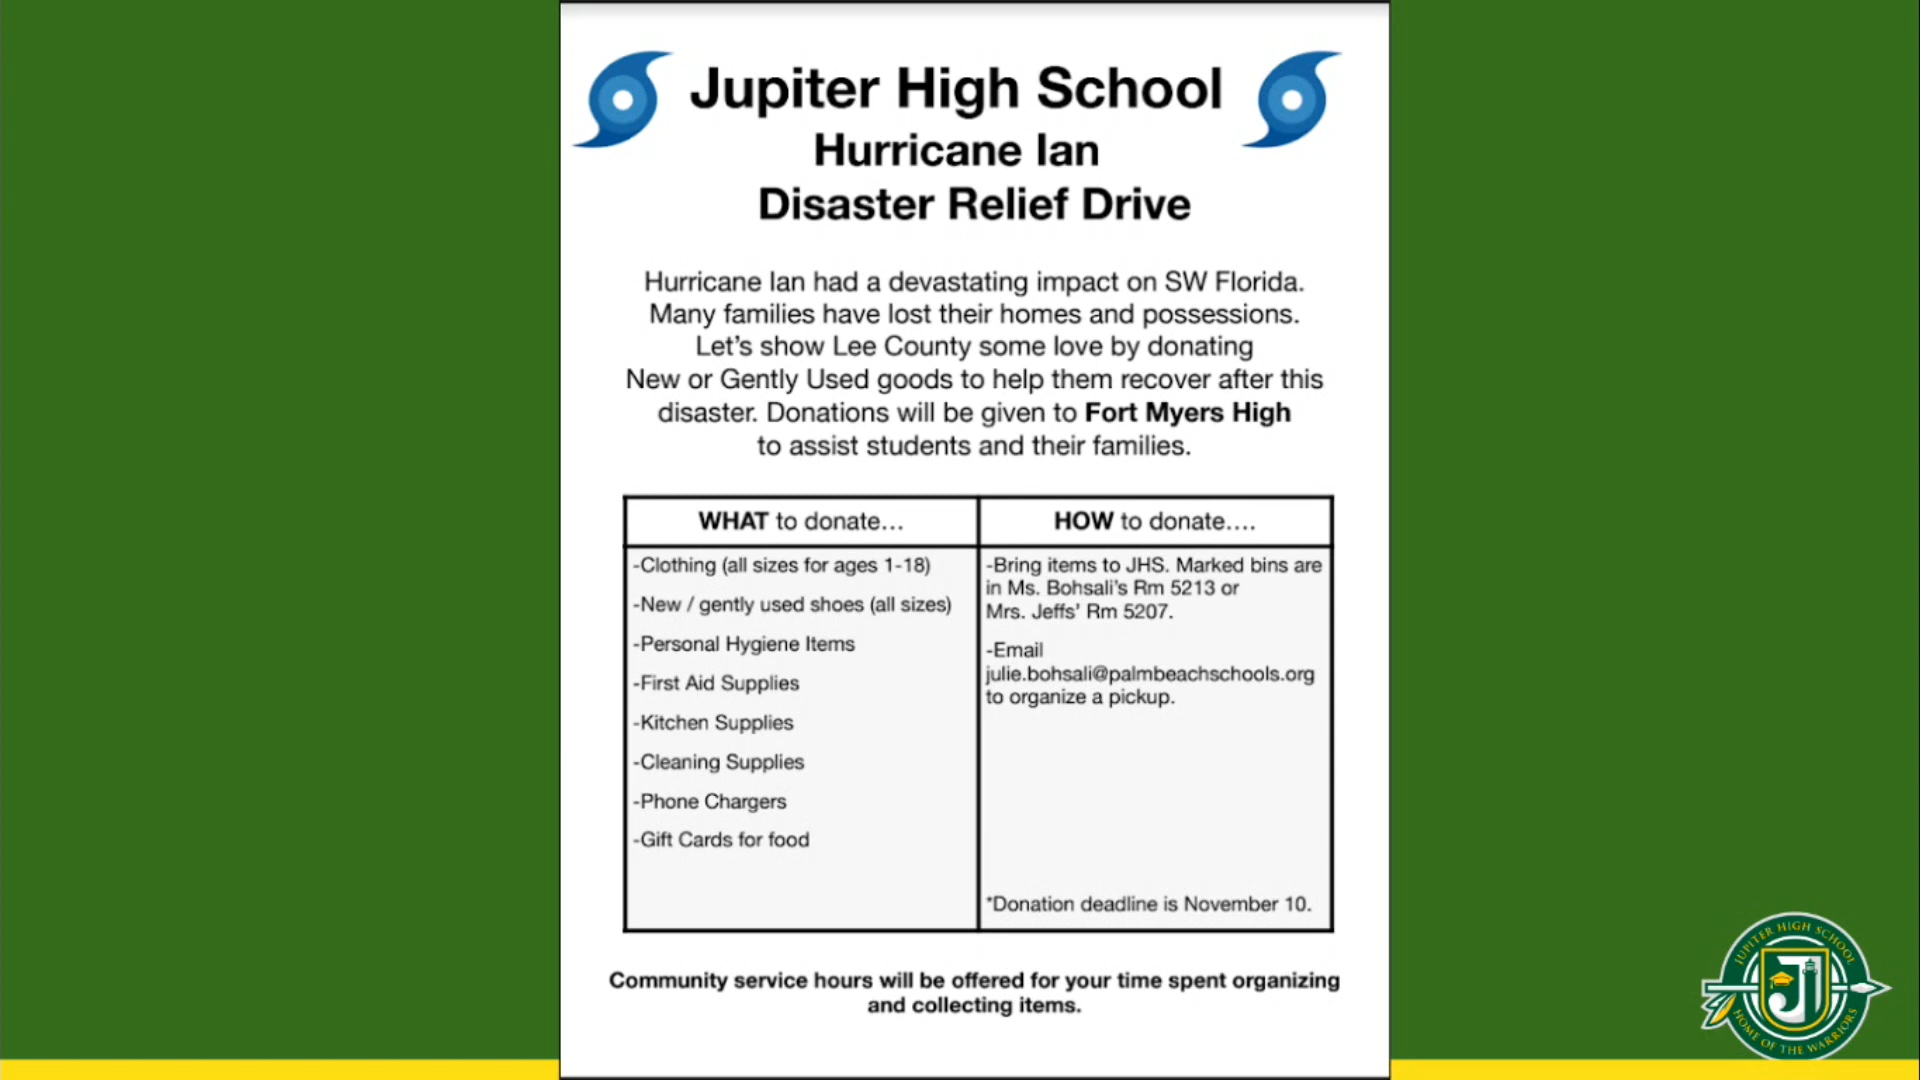 Jupiter High School
Hurricane Ian
Disaster Relief Drive
Hurricane Ian had a devastating impact on SW Florida.
Many families have lost their homes and possessions.
Let's show Lee County some love by donating
New or Gently Used goods to help them recover after this
disaster. Donations will be given to Fort Myers High
to assist students and their families.
WHAT to donate...
-Clothing (all sizes for ages 1-18)
-New / gently used shoes (all sizes)
-Personal Hygiene Items
-First Aid Supplies
-Kitchen Supplies
-Cleaning Supplies
-Phone Chargers
-Gift Cards for food
HOW to donate....
-Bring items to JHS. Marked bins are
in Ms. Bohsali's Rm 5213 or
Mrs. Jeffs' Rm 5207.
-Email
julie.bohsali@palmbeachschools.org
to organize a pickup.
*Donation deadline is November 10.
Community service hours will be offered for your time spent organizing
and collecting items.
JUPITER HIGH SCHOOL
J
HOME OF THE WARRIORS